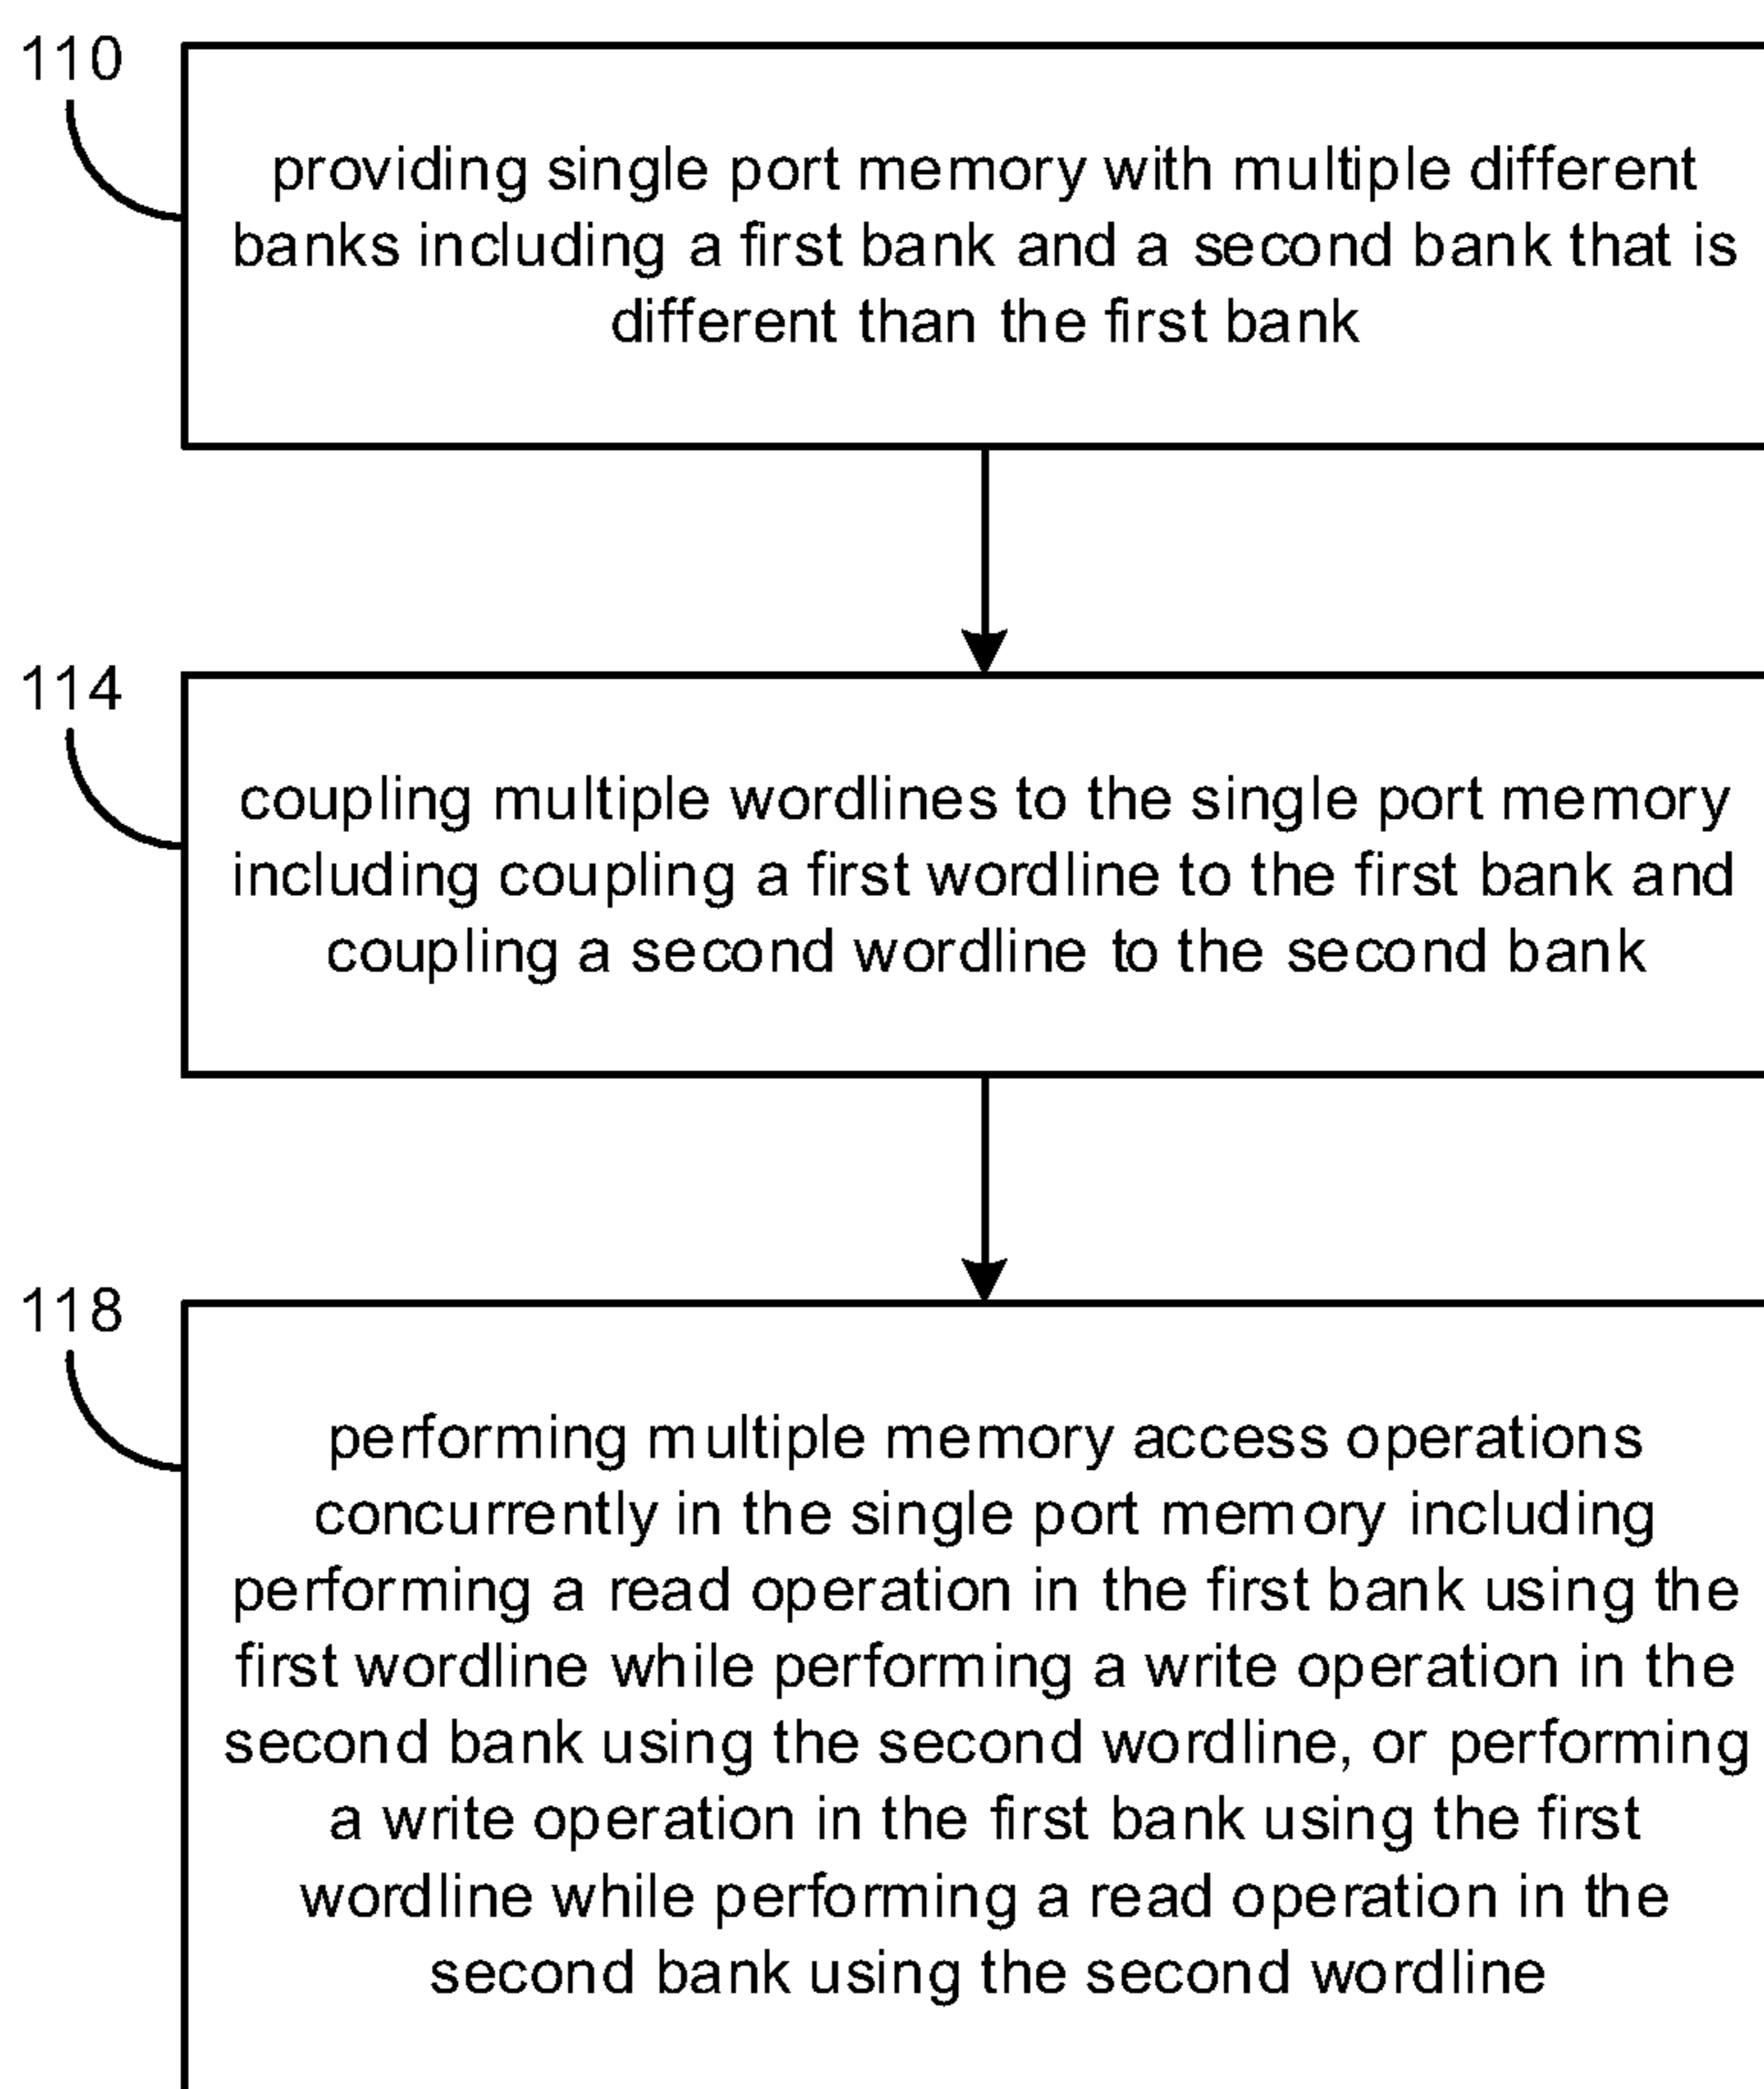 110
providing single port memory with multiple different
banks including a first bank and a second bank that is
different than the first bank
114
coupling multiple wordlines to the single port memory
including coupling a first wordline to the first bank and
coupling a second wordline to the second bank
118
performing multiple memory access operations
concurrently in the single port memory including
performing a read operation in the first bank using the
first wordline while performing a write operation in the
second bank using the second wordline, or performing
a write operation in the first bank using the first
wordline while performing a read operation in the
second bank using the second wordline